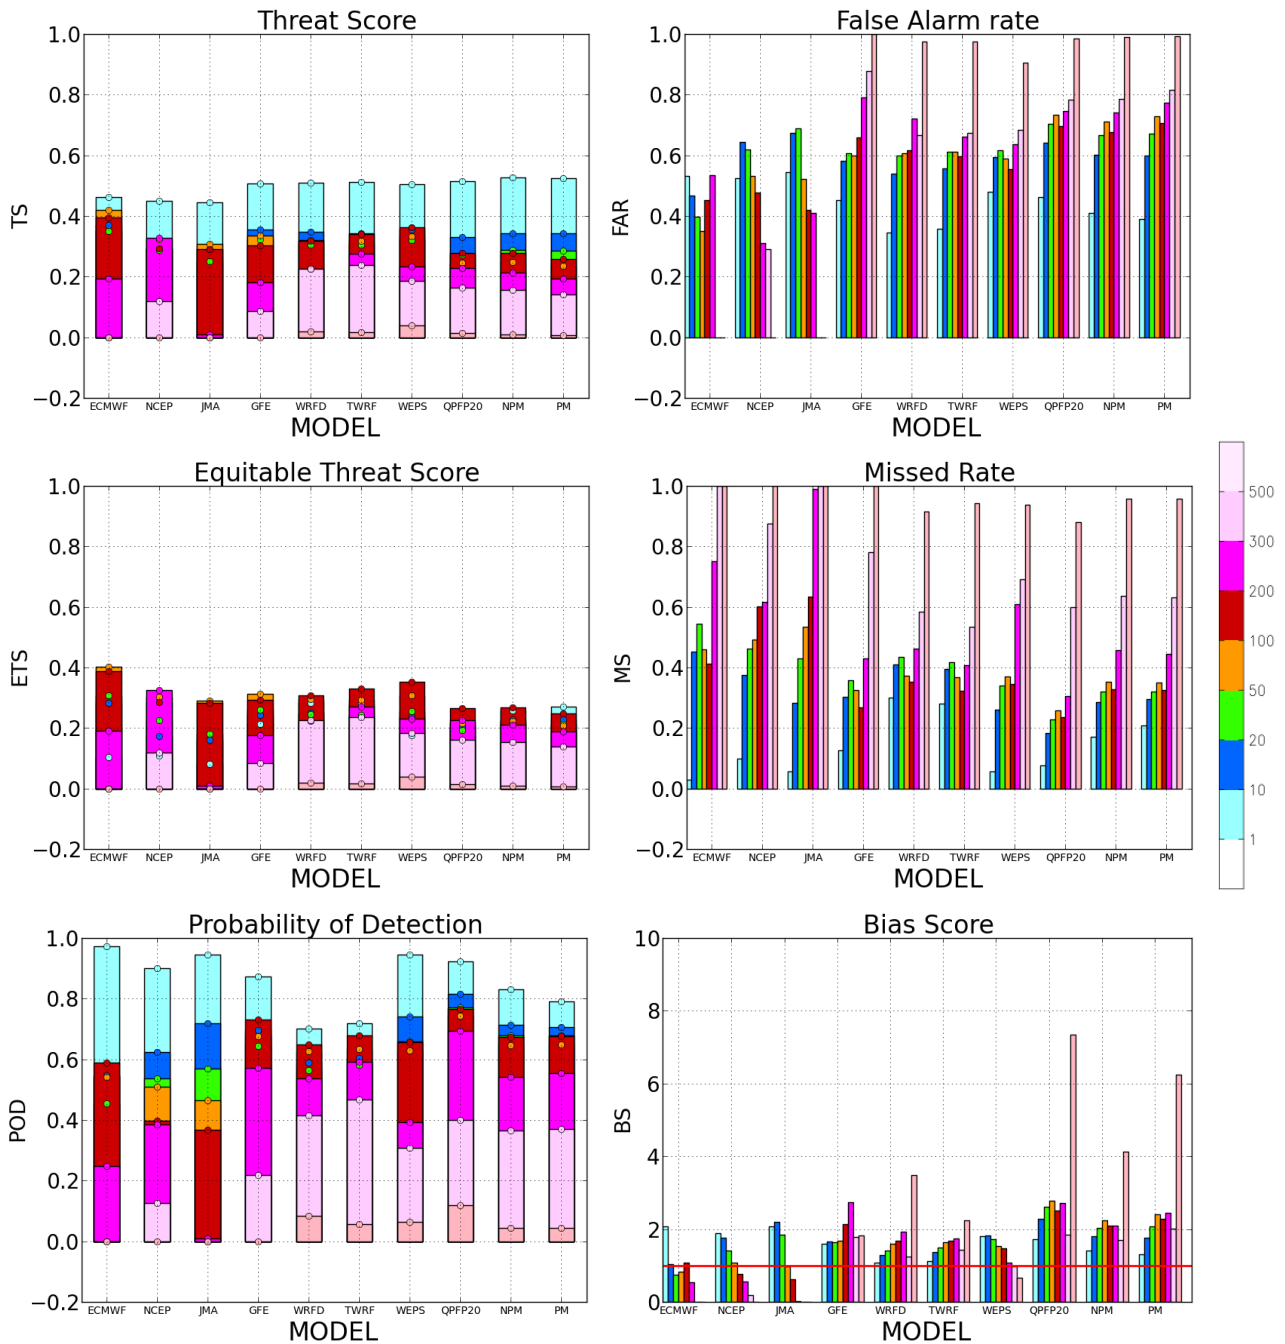 Threat Score
1.0
0.8
0.6
0.4
0.2
0.0
−0.2
TS
ECMWF NCEP JMA GFE WRFD TWRF WEPS QPFP20 NPM PM
MODEL
False Alarm rate
1.0
0.8
0.6
0.4
0.2
0.0
−0.2
FAR
ECMWF NCEP JMA GFE WRFD TWRF WEPS QPFP20 NPM PM
MODEL
Equitable Threat Score
1.0
0.8
0.6
0.4
0.2
0.0
−0.2
ETS
ECMWF NCEP JMA GFE WRFD TWRF WEPS QPFP20 NPM PM
MODEL
Missed Rate
1.0
0.8
0.6
0.4
0.2
0.0
−0.2
MS
ECMWF NCEP JMA GFE WRFD TWRF WEPS QPFP20 NPM PM
MODEL
500
300
200
100
50
20
10
1
Probability of Detection
1.0
0.8
0.6
0.4
0.2
0.0
−0.2
POD
ECMWF NCEP JMA GFE WRFD TWRF WEPS QPFP20 NPM PM
MODEL
Bias Score
10
8
6
4
2
0
BS
ECMWF NCEP JMA GFE WRFD TWRF WEPS QPFP20 NPM PM
MODEL